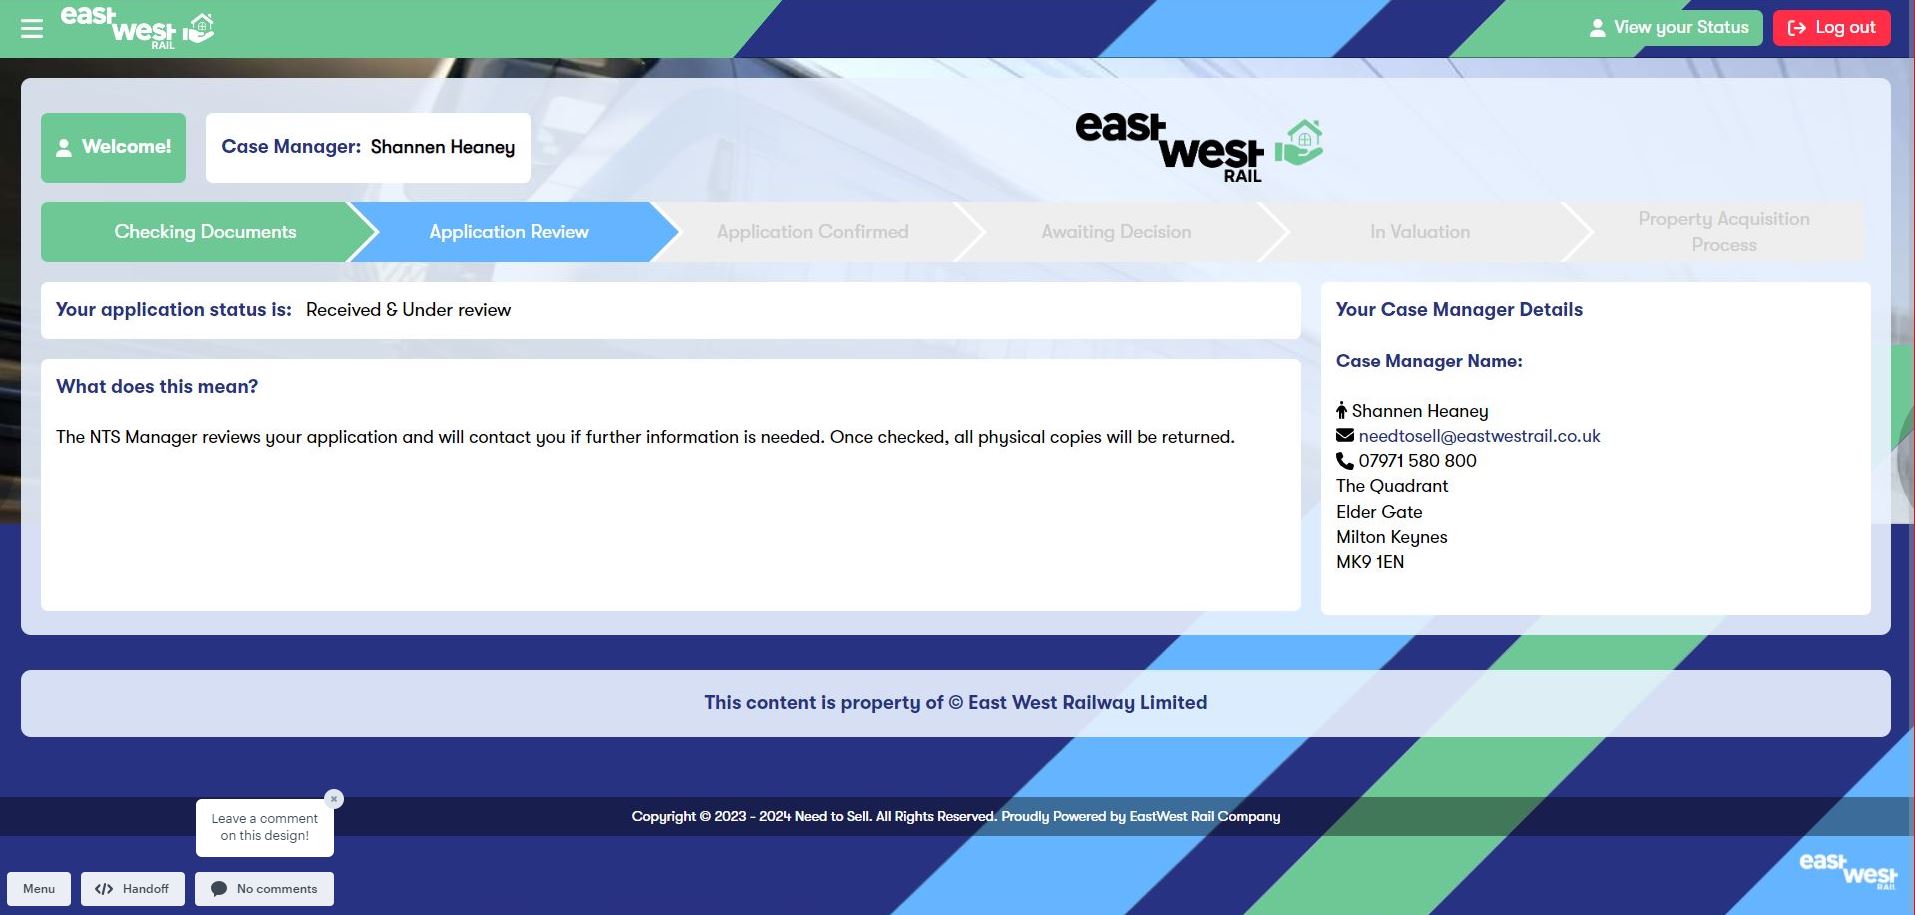 east
west
RAIL
View your Status
Log out
Welcome!
Case Manager: Shannen Heaney
east
west
RAIL
Checking Documents
Application Review
Application Confirmed
Awaiting Decision
In Valuation
Property Acquisition
Process
Your application status is: Received & Under review
What does this mean?
The NTS Manager reviews your application and will contact you if further information is needed. Once checked, all physical copies will be returned.
Your Case Manager Details
Case Manager Name:
Shannen Heaney
needtosell@eastwestrail.co.uk
07971 580 800
The Quadrant
Elder Gate
Milton Keynes
MK9 1EN
This content is property of © East West Railway Limited
Copyright © 2023 - 2024 Need to Sell. All Rights Reserved. Proudly Powered by EastWest Rail Company
Leave a comment
on this design!
Menu
Handoff
No comments
east
west
RAIL